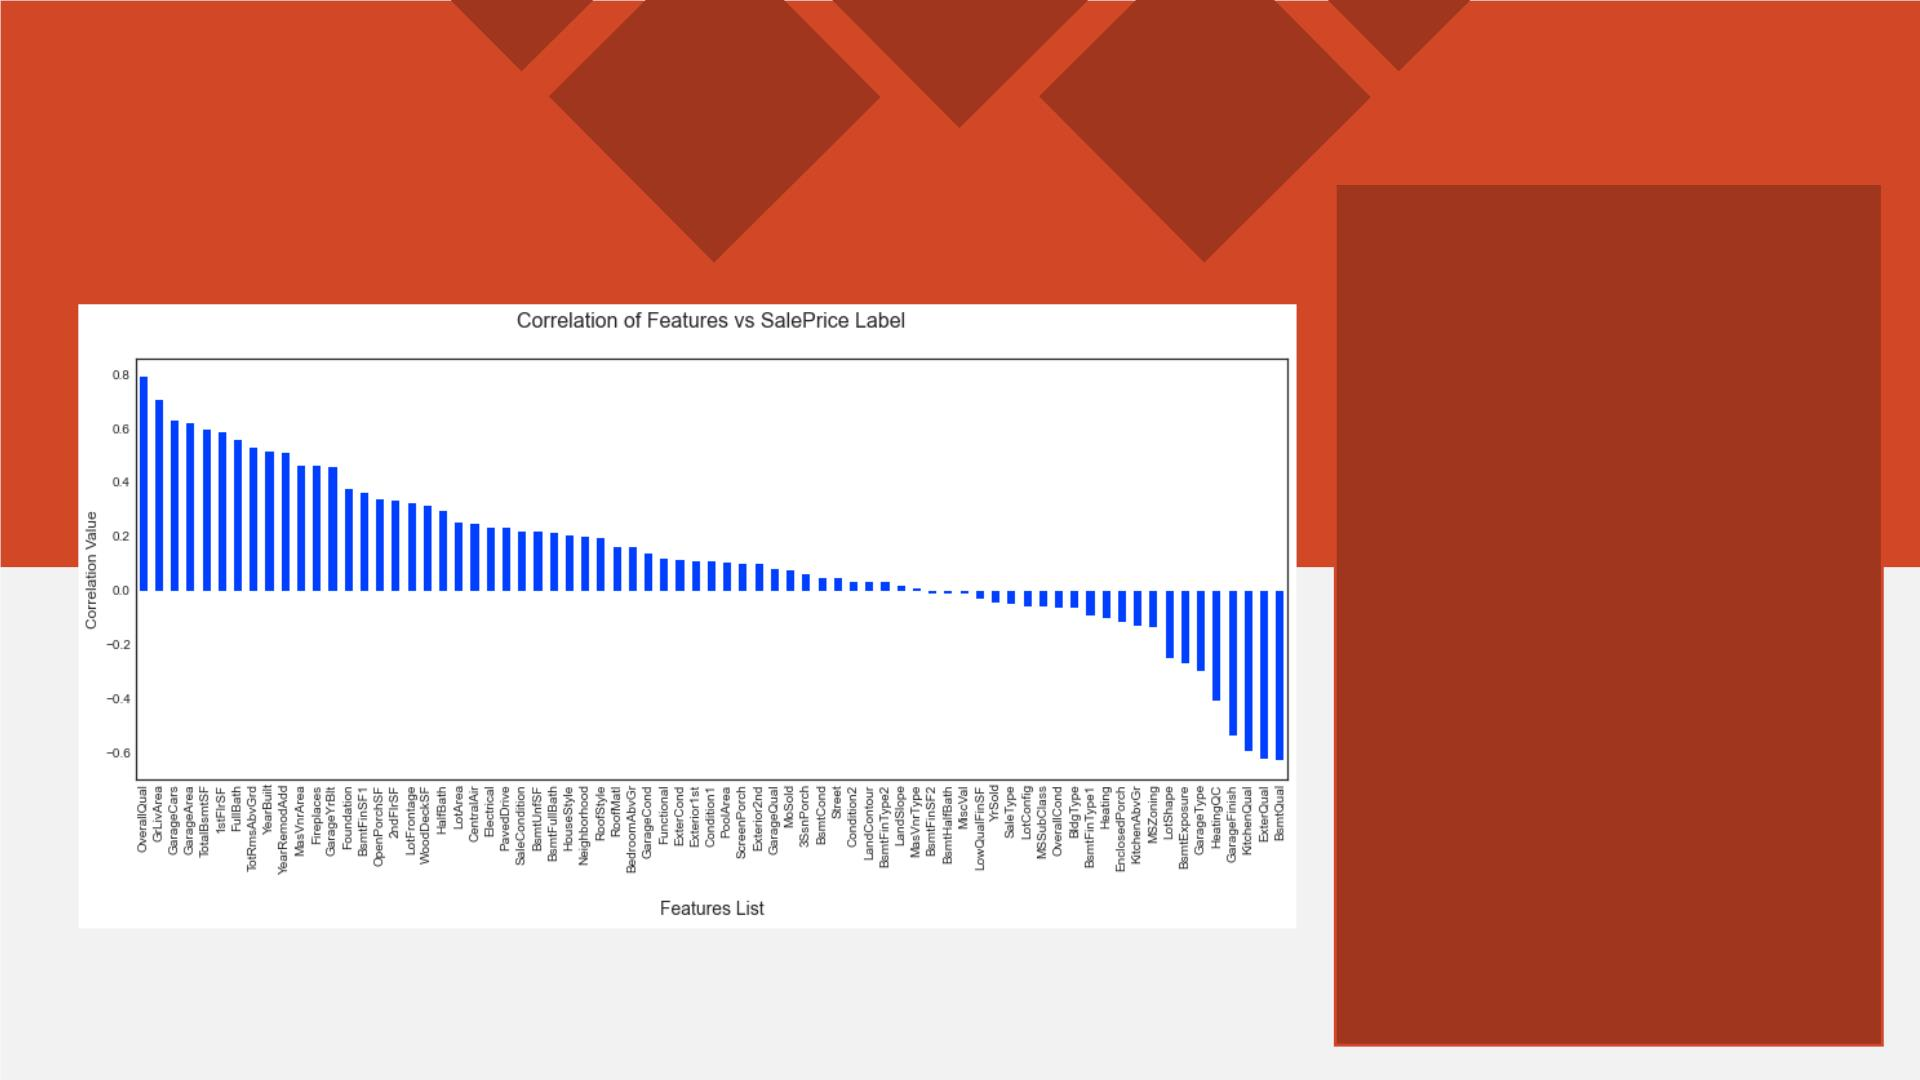 Correlation of Features vs SalePrice Label
0.8
0.6
0.4
0.2
0.0
−0.2
−0.4
−0.6
Correlation Value
OverallQual
GrLivArea
GarageCars
GarageArea
TotalBsmtSF
1stFlrSF
FullBath
TotRmsAbvGrd
YearBuilt
YearRemodAdd
MasVnrArea
Fireplaces
GarageYrBlt
Foundation
BsmtFinSF1
OpenPorchSF
2ndFlrSF
LotFrontage
WoodDeckSF
HalfBath
LotArea
CentralAir
Electrical
PavedDrive
SaleCondition
BsmtUnfSF
BsmtFullBath
HouseStyle
Neighborhood
RoofStyle
RoofMatl
BedroomAbvGr
GarageCond
Functional
ExterCond
Exterior1st
Condition1
PoolArea
ScreenPorch
Exterior2nd
GarageQual
MoSold
3SsnPorch
BsmtCond
Street
Condition2
LandContour
BsmtFinType2
LandSlope
MasVnrType
BsmtFinSF2
BsmtHalfBath
MiscVal
LowQualFinSF
YrSold
SaleType
LotConfig
MSSubClass
OverallCond
BldgType
BsmtFinType1
Heating
EnclosedPorch
KitchenAbvGr
MSZoning
LotShape
BsmtExposure
GarageType
HeatingQC
GarageFinish
KitchenQual
ExterQual
BsmtQual
Features List